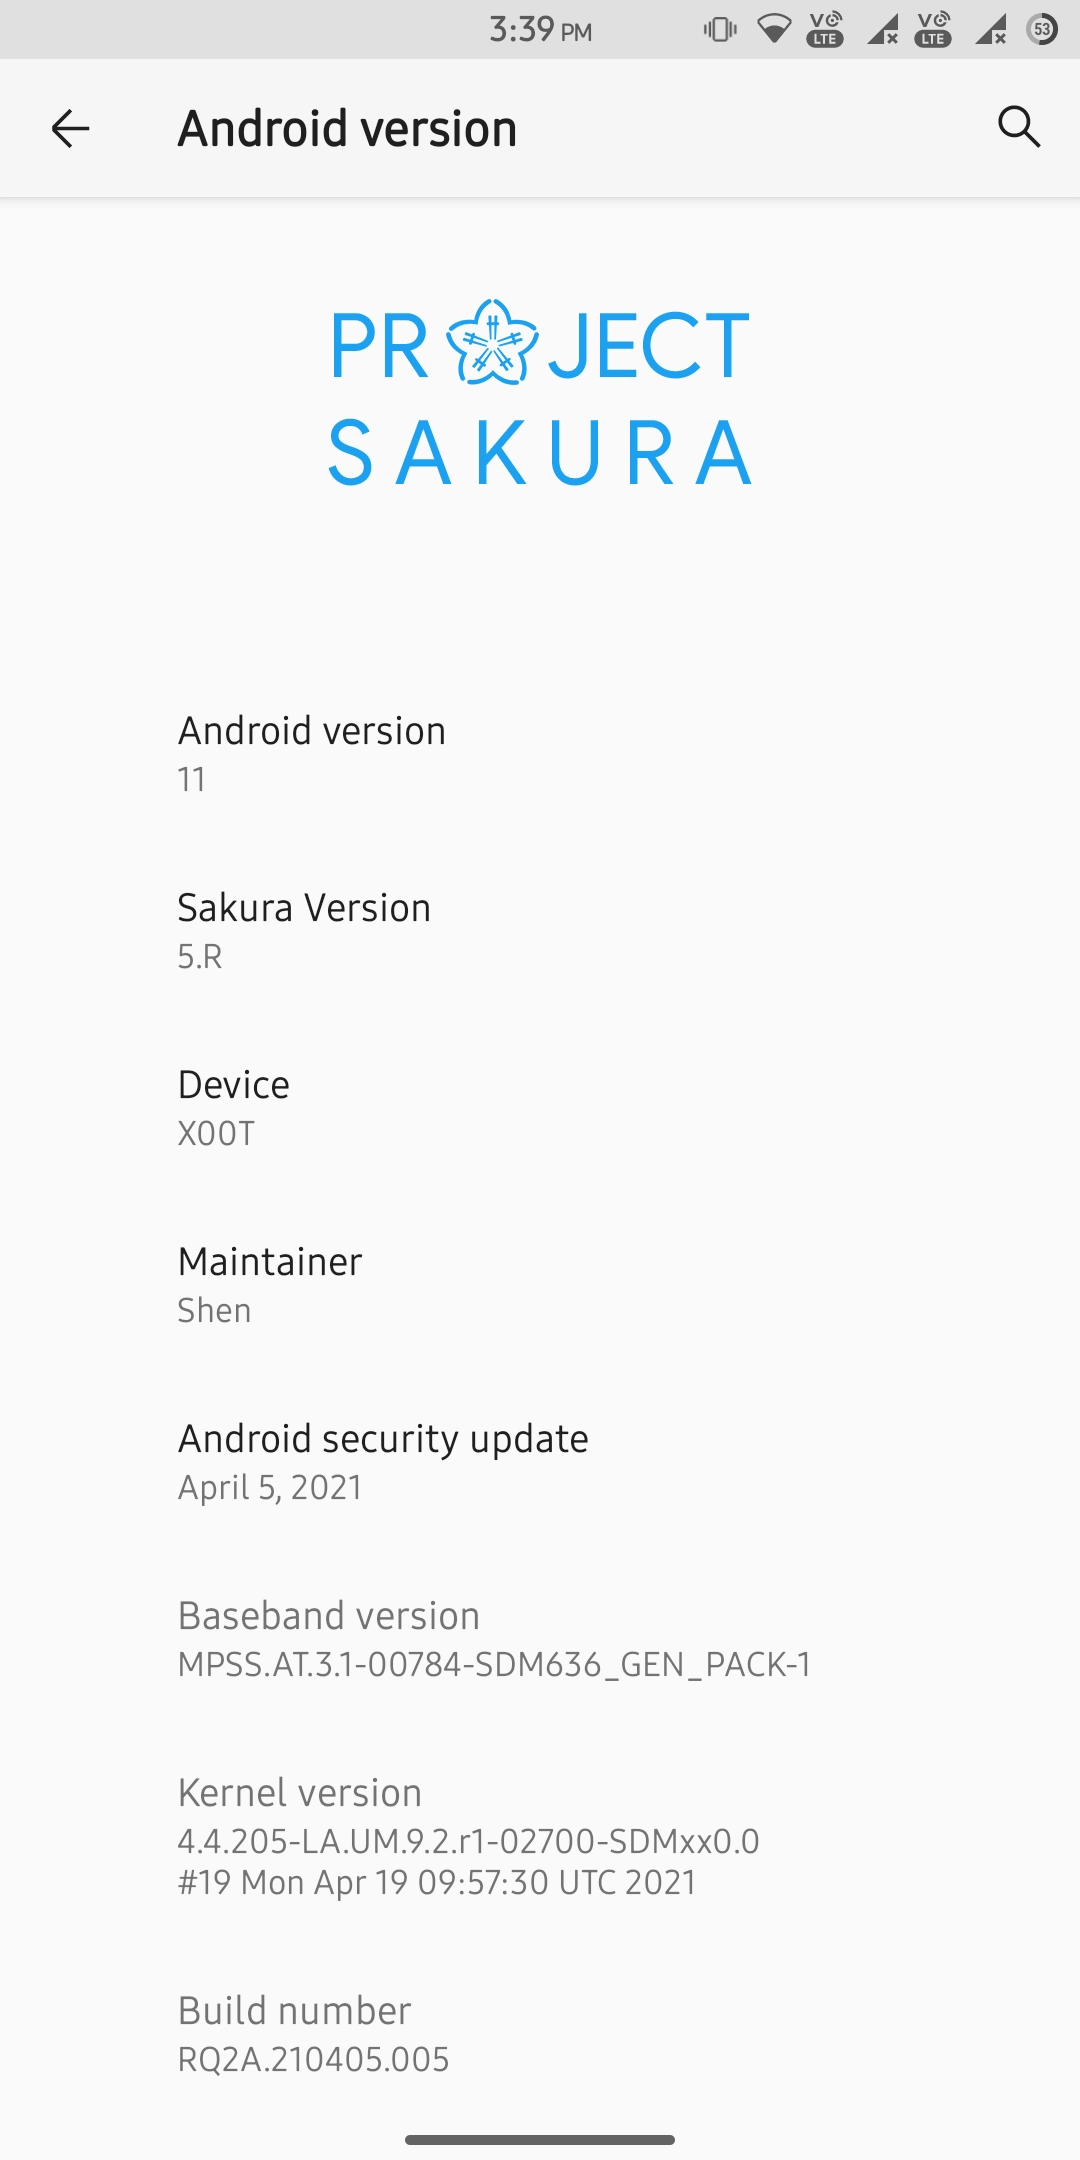 3:39 PM VO LTE VO LTE 53
Android version
PROJECT
SAKURA
Android version
11
Sakura Version
5.R
Device
X00T
Maintainer
Shen
Android security update
April 5, 2021
Baseband version
MPSS.AT.3.1-00784-SDM636_GEN_PACK-1
Kernel version
4.4.205-LA.UM.9.2.r1-02700-SDMxx0.0
#19 Mon Apr 19 09:57:30 UTC 2021
Build number
RQ2A.210405.005